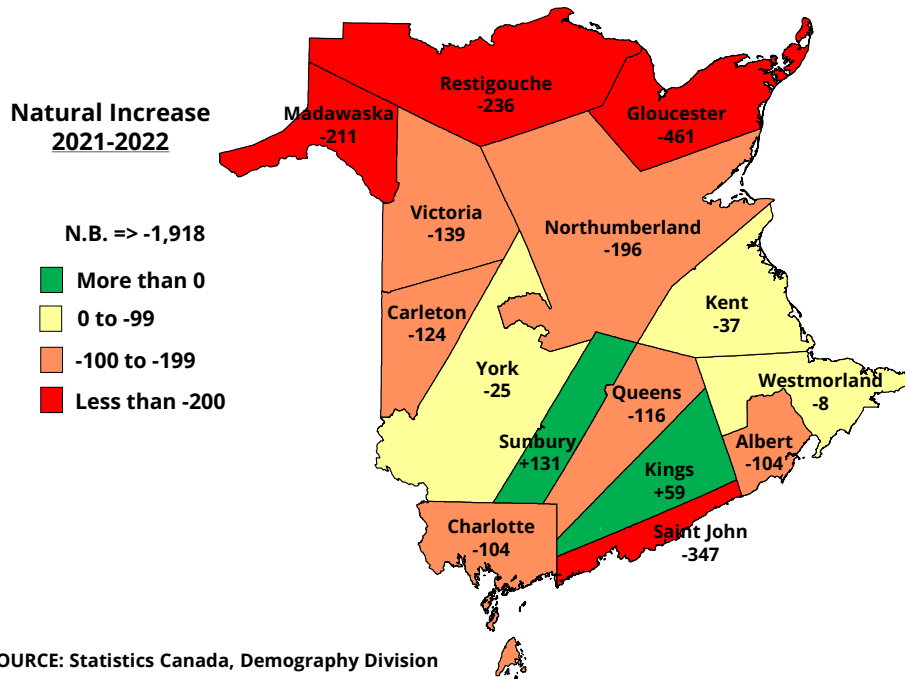 Natural Increase
2021-2022
N.B. => -1,918
More than 0
0 to -99
-100 to -199
Less than -200
Restigouche
-236
Madawaska
-211
Gloucester
-461
Victoria
-139
Northumberland
-196
Carleton
-124
Kent
-37
York
-25
Westmorland
-8
Queens
-116
Sunbury
+131
Albert
-104
Kings
+59
Charlotte
-104
Saint John
-347
OURCE: Statistics Canada, Demography Division